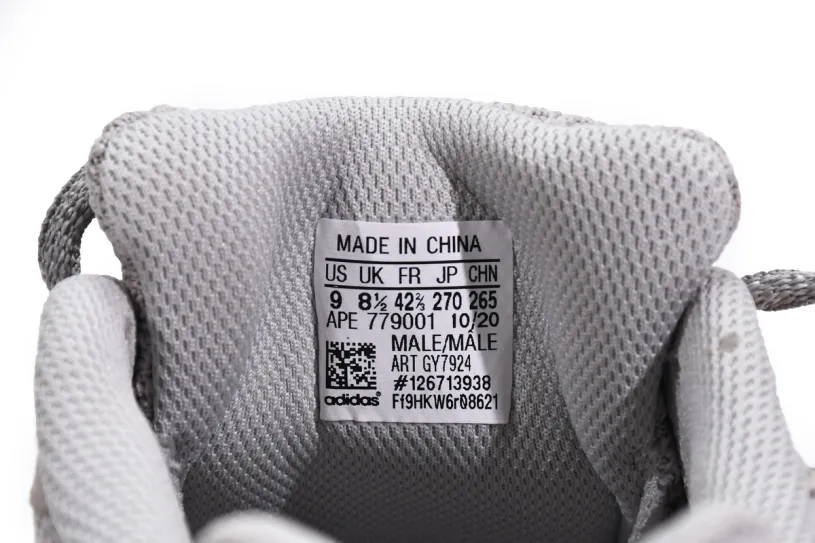 MADE IN CHINA
US UK FR JP CHN
9 8½ 42⅔ 270 265
APE 779001 10/20
MALE/MÂLE
ART GY7924
#126713938
adidas® Ff9HKW6r08621